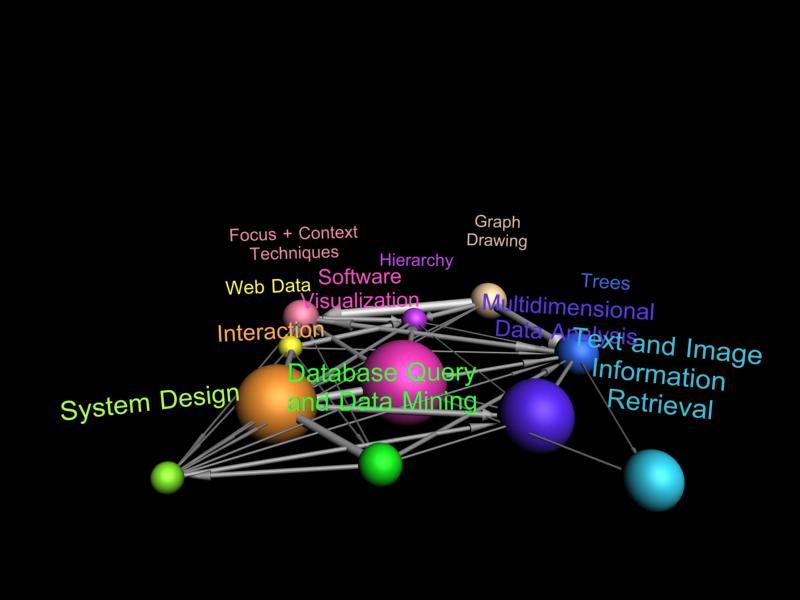 Graph
Drawing
Focus + Context
Techniques
Hierarchy
Software
Visualization
Web Data
Trees
Multidimensional
Data Analysis
Interaction
Text and Image
Information
Retrieval
Database Query
and Data Mining
System Design